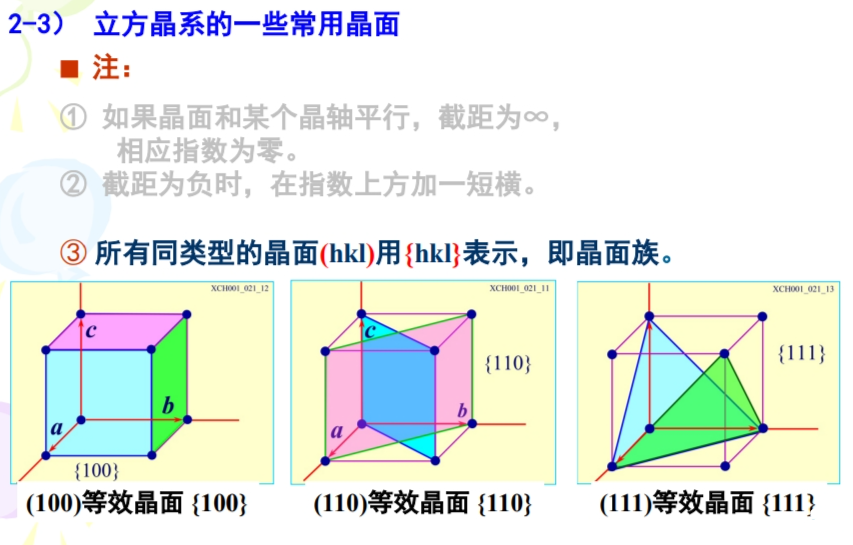 2-3） 立方晶系的一些常用晶面
■ 注：
① 如果晶面和某个晶轴平行，截距为∞，
相应指数为零。
② 截距为负时，在指数上方加一短横。
③ 所有同类型的晶面(hkl)用{hkl}表示，即晶面族。
XCH001_021_12
c
a
b
{100}
(100)等效晶面 {100}
XCH001_021_11
c
{110}
a
b
(110)等效晶面 {110}
XCH001_021_13
{111}
(111)等效晶面 {111}